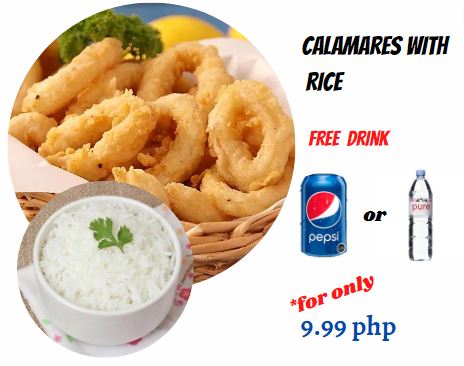 CALAMARES WITH
RICE
FREE DRINK
pepsi
or
pure
*for only
9.99 php